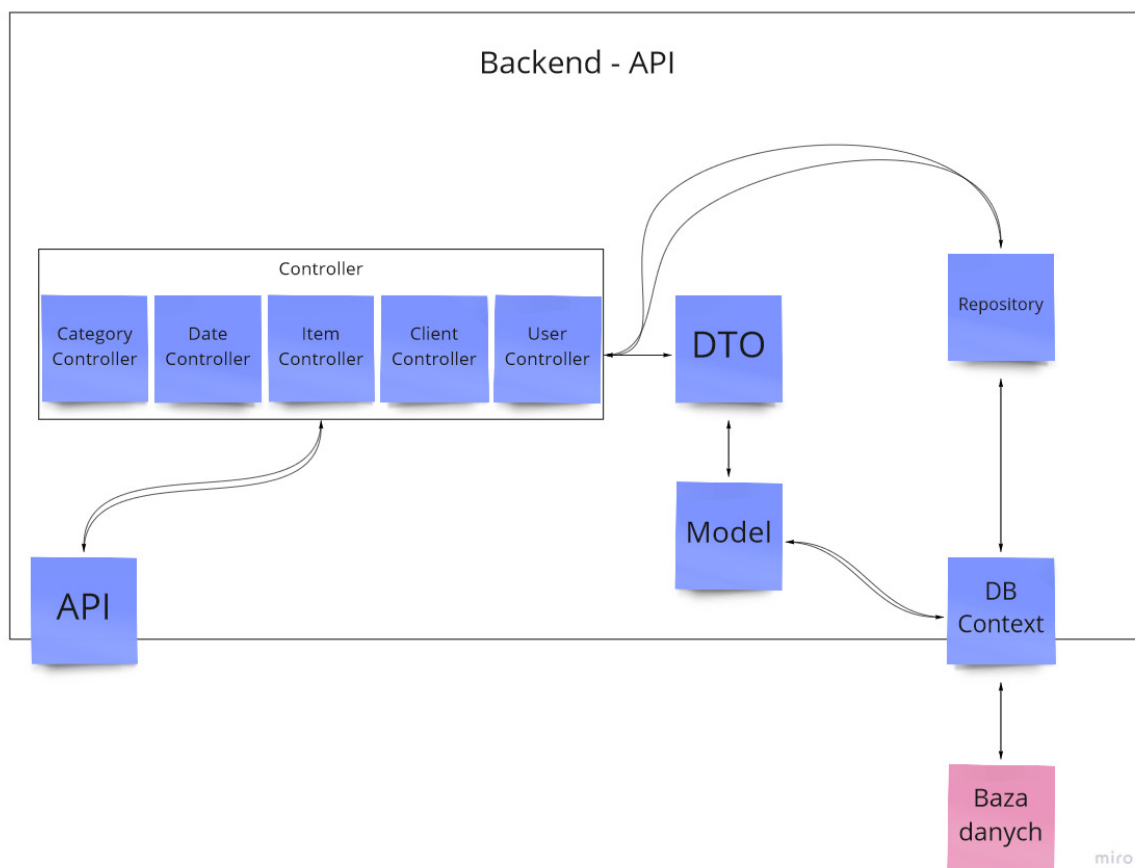 Backend - API
Controller
Category
Controller
Date
Controller
Item
Controller
Client
Controller
User
Controller
DTO
Repository
Model
API
DB
Context
Baza
danych
miro